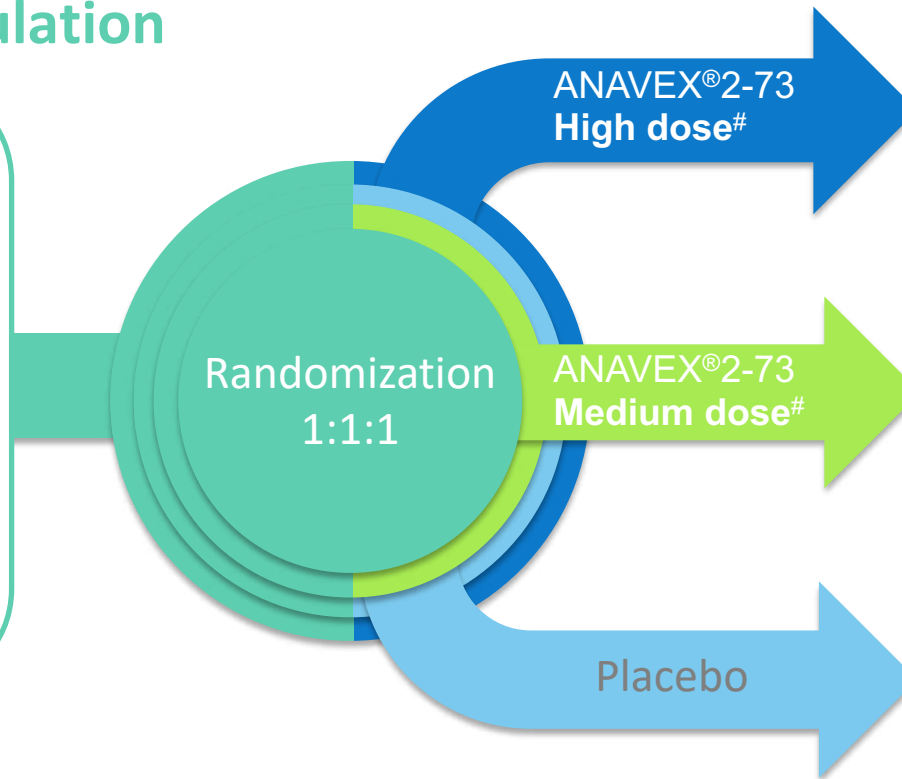 ulation
ANAVEX®2-73
High dose#
Randomization
1:1:1
ANAVEX®2-73
Medium dose#
Placebo